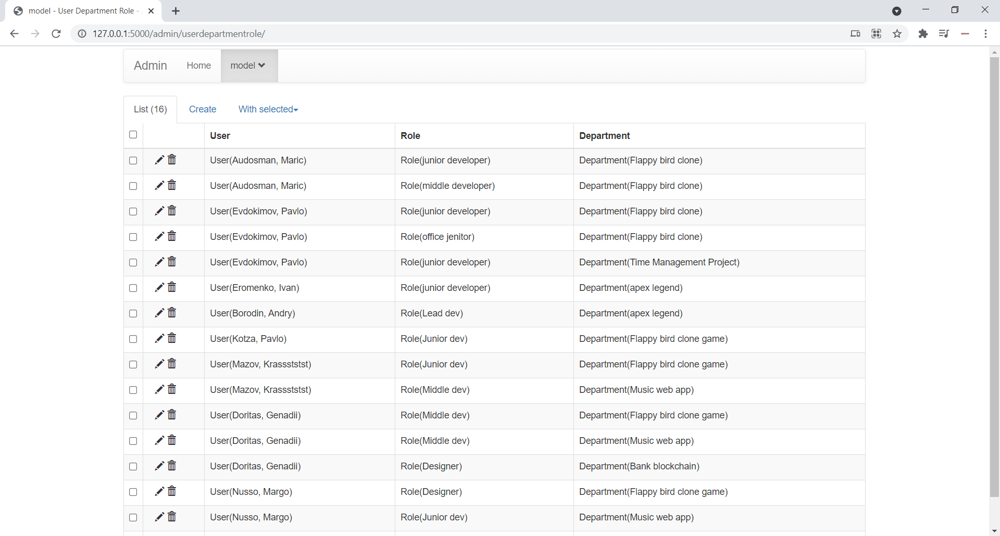 model - User Department Role -
127.0.0.1:5000/admin/userdepartmentrole/
Admin Home model
List (16) Create With selected
User Role Department
User(Audosman, Maric) Role(junior developer) Department(Flappy bird clone)
User(Audosman, Maric) Role(middle developer) Department(Flappy bird clone)
User(Evdokimov, Pavlo) Role(junior developer) Department(Flappy bird clone)
User(Evdokimov, Pavlo) Role(office jenitor) Department(Flappy bird clone)
User(Evdokimov, Pavlo) Role(junior developer) Department(Time Management Project)
User(Eromenko, Ivan) Role(junior developer) Department(apex legend)
User(Borodin, Andry) Role(Lead dev) Department(apex legend)
User(Kotza, Pavlo) Role(Junior dev) Department(Flappy bird clone game)
User(Mazov, Krasssttstst) Role(Junior dev) Department(Flappy bird clone game)
User(Mazov, Krasssttstst) Role(Middle dev) Department(Music web app)
User(Doritas, Genadii) Role(Middle dev) Department(Flappy bird clone game)
User(Doritas, Genadii) Role(Middle dev) Department(Music web app)
User(Doritas, Genadii) Role(Designer) Department(Bank blockchain)
User(Nusso, Margo) Role(Designer) Department(Flappy bird clone game)
User(Nusso, Margo) Role(Junior dev) Department(Music web app)